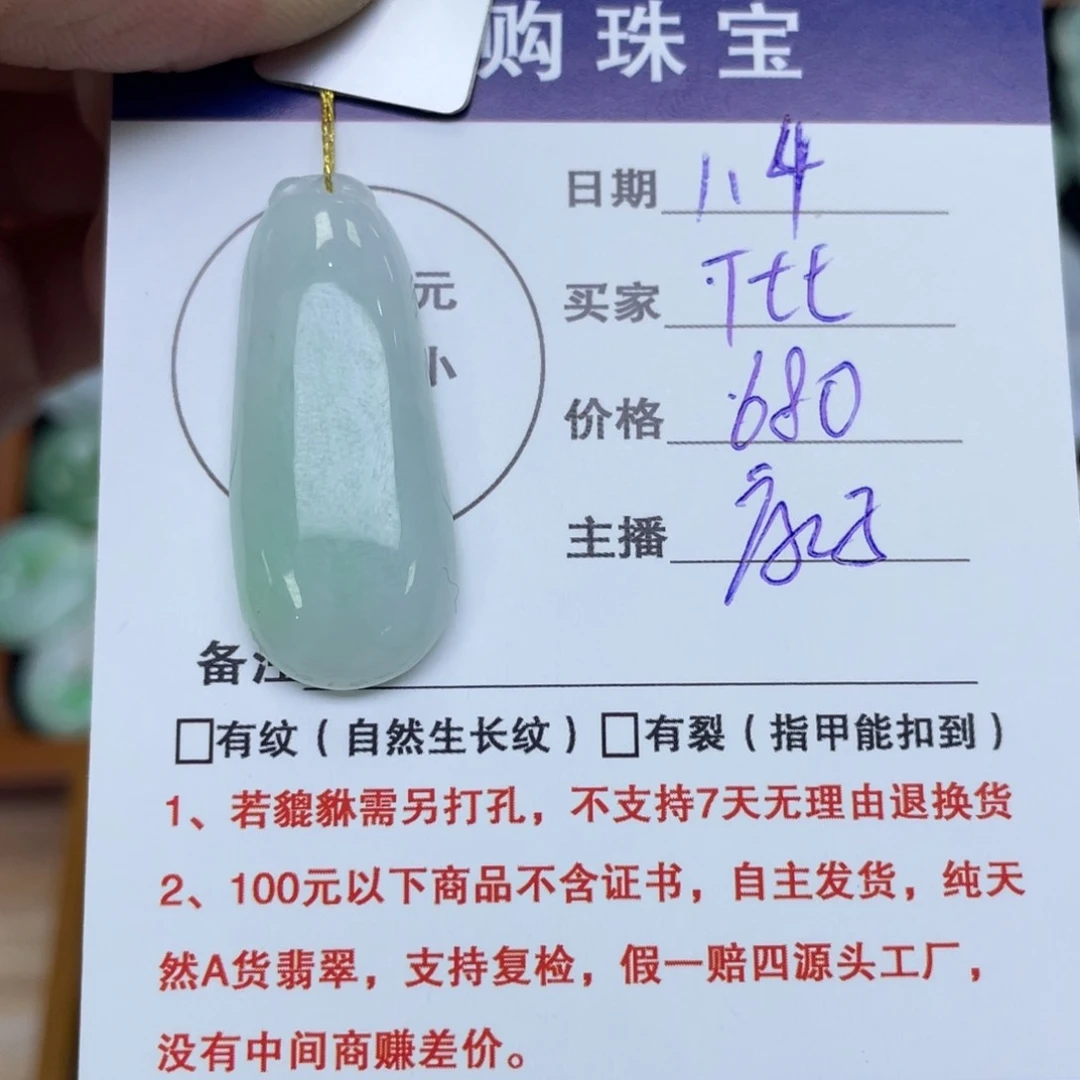 购珠宝
日期 1.4
元
买家 Ttt
小
价格 680
主播
备注
□有纹（自然生长纹）□有裂（指甲能扣到）
1、若貔貅需另打孔，不支持7天无理由退换货
2、100元以下商品不含证书，自主发货，纯天
然A货翡翠，支持复检，假一赔四源头工厂，
没有中间商赚差价。